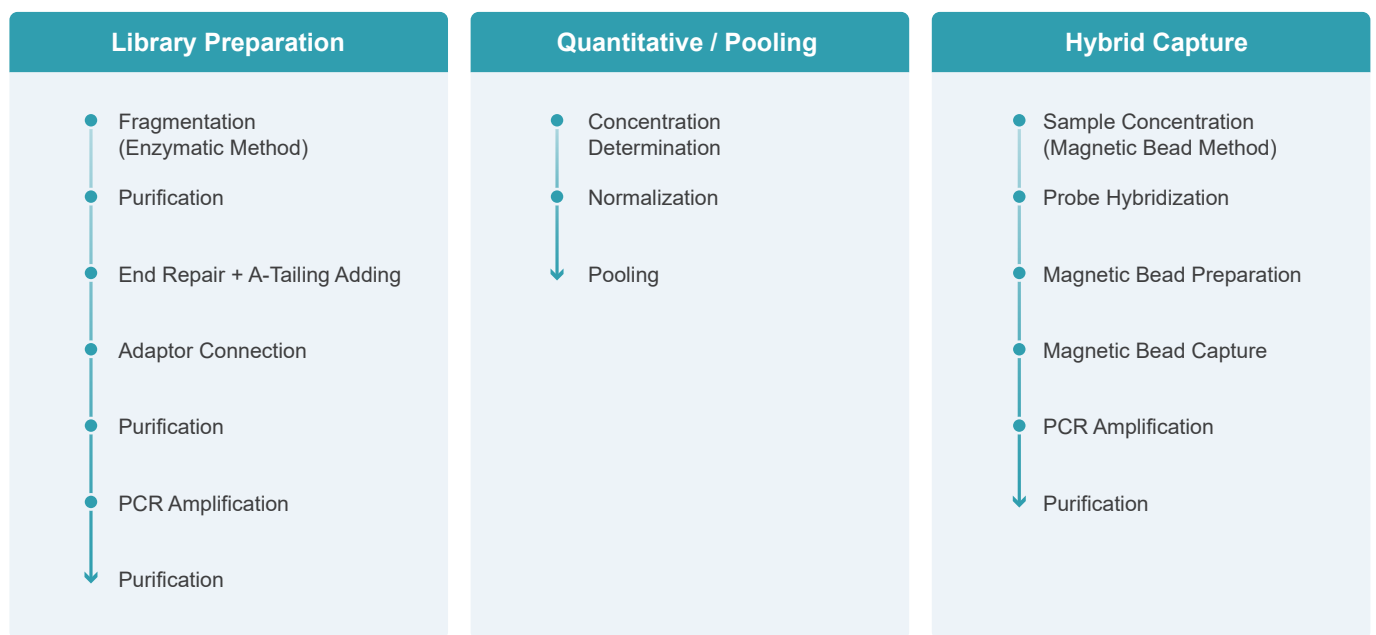 Library Preparation
Fragmentation
(Enzymatic Method)
Purification
End Repair + A-Tailing Adding
Adaptor Connection
Purification
PCR Amplification
Purification
Quantitative / Pooling
Concentration
Determination
Normalization
Pooling
Hybrid Capture
Sample Concentration
(Magnetic Bead Method)
Probe Hybridization
Magnetic Bead Preparation
Magnetic Bead Capture
PCR Amplification
Purification